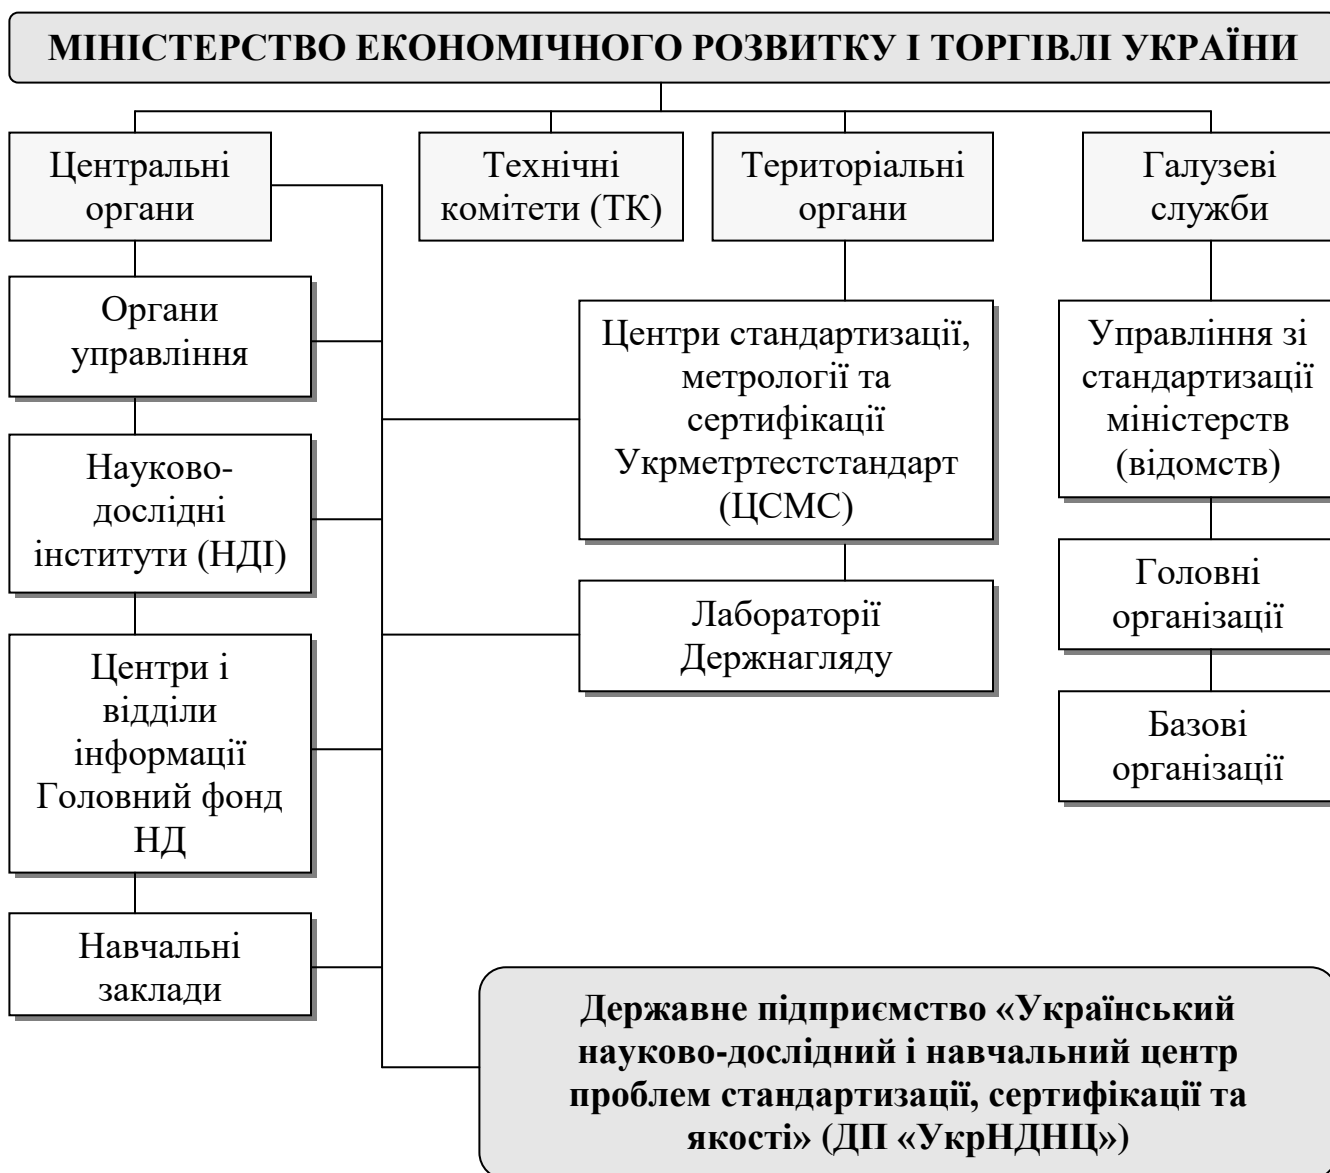 МІНІСТЕРСТВО ЕКОНОМІЧНОГО РОЗВИТКУ І ТОРГІВЛІ УКРАЇНИ
Центральні
органи
Технічні
комітети (ТК)
Територіальні
органи
Галузеві
служби
Органи
управління
Науково-
дослідні
інститути (НДІ)
Центри і
відділи
інформації
Головний фонд
НД
Навчальні
заклади
Центри стандартизації,
метрології та
сертифікації
Укрметртестстандарт
(ЦСМС)
Лабораторії
Держнагляду
Управління зі
стандартизації
міністерств
(відомств)
Головні
організації
Базові
організації
Державне підприємство «Український
науково-дослідний і навчальний центр
проблем стандартизації, сертифікації та
якості» (ДП «УкрНДНЦ»)